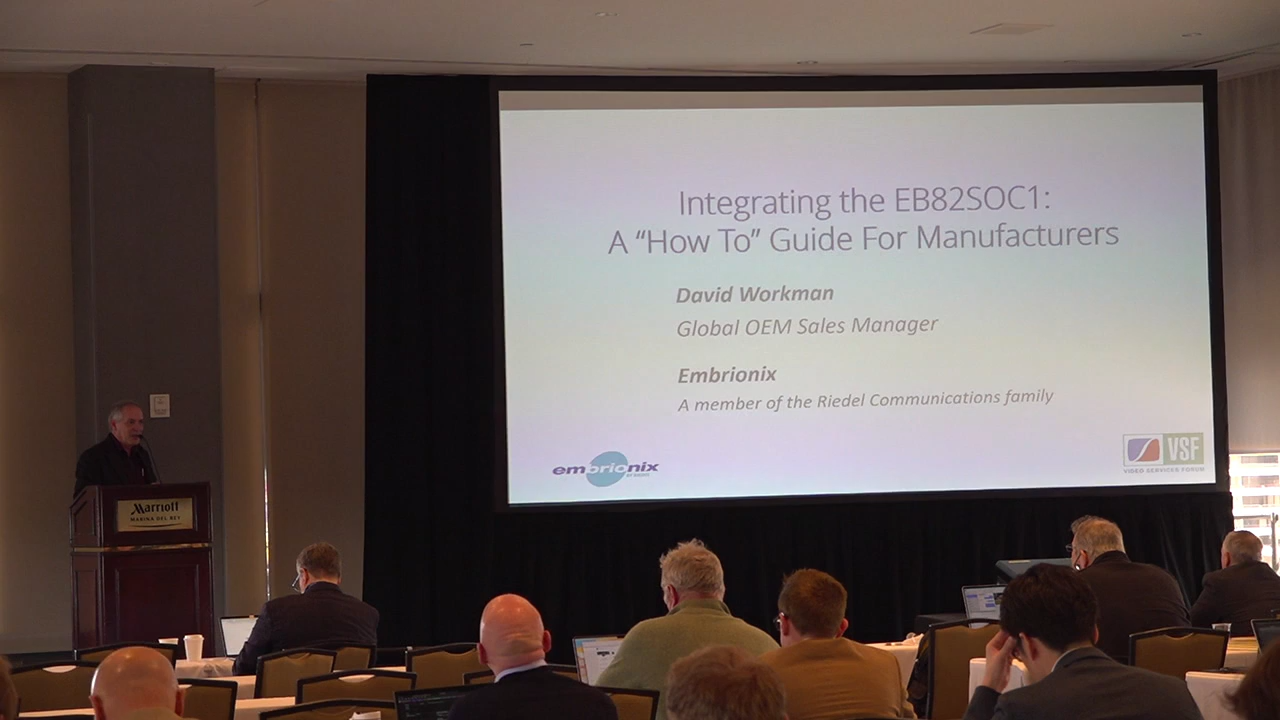 Integrating the EB82SOC1:
A “How To” Guide For Manufacturers
David Workman
Global OEM Sales Manager
Embrionix
A member of the Riedel Communications family
embrionix
VSF
VIDEO SERVICES FORUM
Marriott
MARINA DEL REY